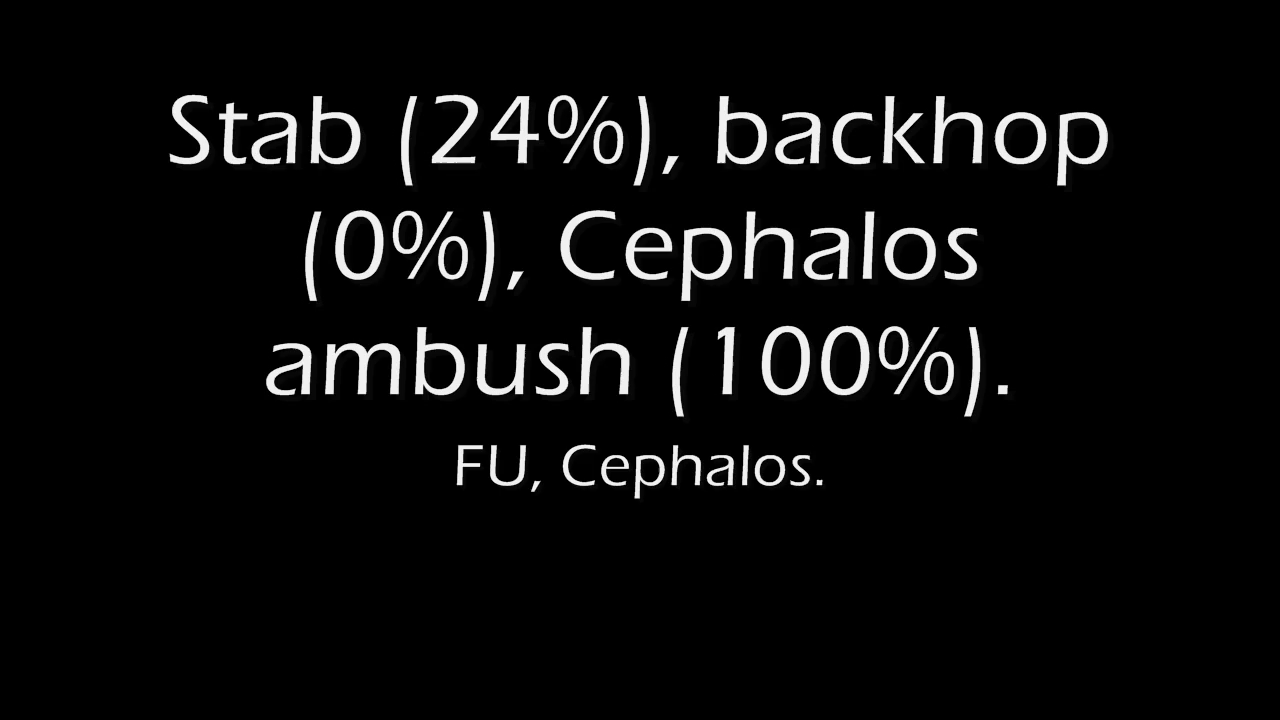 Stab (24%), backhop
(0%), Cephalos
ambush (100%).
FU, Cephalos.